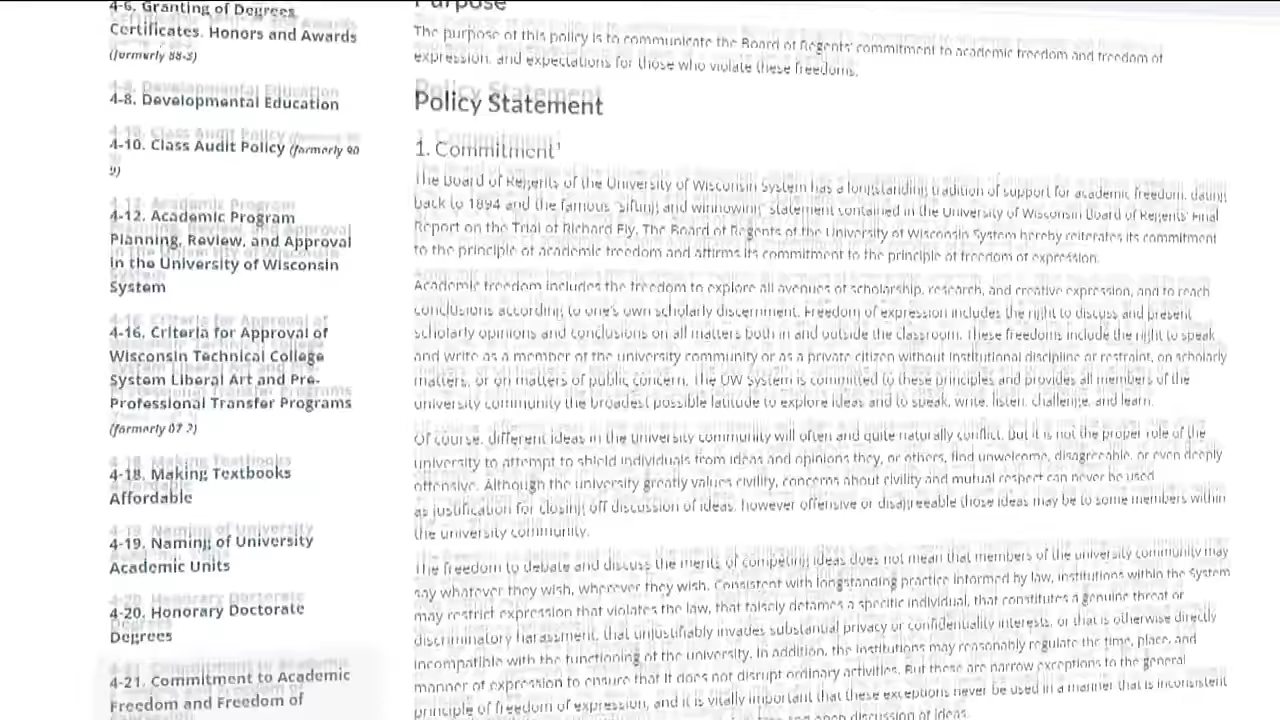 4-6. Granting of Degrees
Certificates, Honors and Awards
(formerly 88-3)
4-8. Developmental Education
4-10. Class Audit Policy (formerly 90
9)
4-12. Academic Program
Planning, Review, and Approval
in the University of Wisconsin
System
4-16. Criteria for Approval of
Wisconsin Technical College
System Liberal Art and Pre-
Professional Transfer Programs
(formerly 07 2)
4-18. Making Textbooks
Affordable
4-19. Naming of University
Academic Units
4-20. Honorary Doctorate
Degrees
4-21. Commitment to Academic
Freedom and Freedom of
Purpose
The purpose of this policy is to communicate the Board of Regents' commitment to academic freedom and freedom of
expression, and expectations for those who violate these freedoms.
Policy Statement
1. Commitment¹
The Board of Regents of the University of Wisconsin System has a longstanding tradition of support for academic freedom, dating
back to 1894 and the famous "sifting and winnowing" statement contained in the University of Wisconsin Board of Regents' Final
Report on the Trial of Richard Ely. The Board of Regents of the University of Wisconsin System hereby reiterates its commitment
to the principle of academic freedom and affirms its commitment to the principle of freedom of expression.
Academic freedom includes the freedom to explore all avenues of scholarship, research, and creative expression, and to reach
conclusions according to one's own scholarly discernment. Freedom of expression includes the right to discuss and present
scholarly opinions and conclusions on all matters both in and outside the classroom. These freedoms include the right to speak
and write as a member of the university community or as a private citizen without institutional discipline or restraint, on scholarly
matters, or on matters of public concern. The UW System is committed to these principles and provides all members of the
university community the broadest possible latitude to explore ideas and to speak, write, listen, challenge, and learn.
Of course, different ideas in the university community will often and quite naturally conflict. But it is not the proper role of the
university to attempt to shield individuals from ideas and opinions they, or others, find unwelcome, disagreeable, or even deeply
offensive. Although the university greatly values civility, concerns about civility and mutual respect can never be used
as justification for closing off discussion of ideas, however offensive or disagreeable those ideas may be to some members within
the university community.
The freedom to debate and discuss the merits of competing ideas does not mean that members of the university community may
say whatever they wish, wherever they wish. Consistent with longstanding practice informed by law, institutions within the System
may restrict expression that violates the law, that falsely defames a specific individual, that constitutes a genuine threat or
discriminatory harassment, that unjustifiably invades substantial privacy or confidentiality interests, or that is otherwise directly
incompatible with the functioning of the university. In addition, the institutions may reasonably regulate the time, place, and
manner of expression to ensure that it does not disrupt ordinary activities. But these are narrow exceptions to the general
principle of freedom of expression, and it is vitally important that these exceptions never be used in a manner that is inconsistent
and open discussion of ideas.